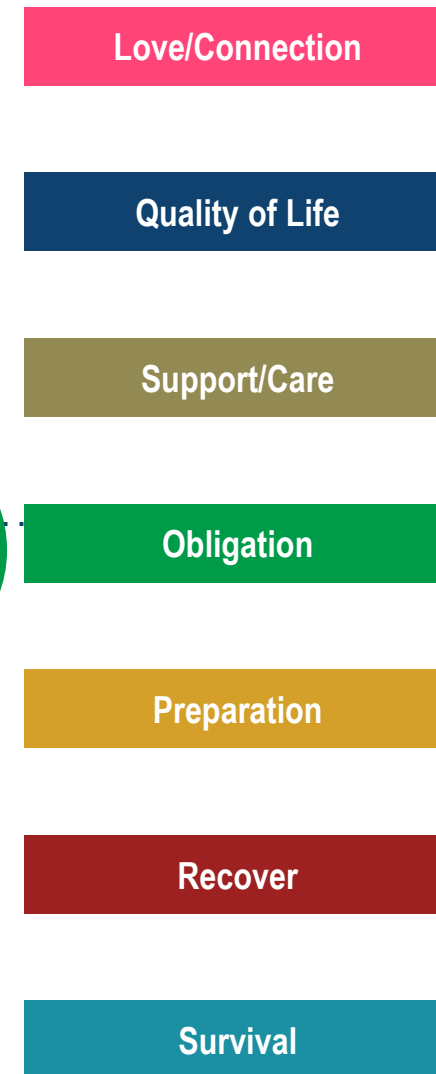 Love/Connection
Quality of Life
Support/Care
Obligation
Preparation
Recover
Survival